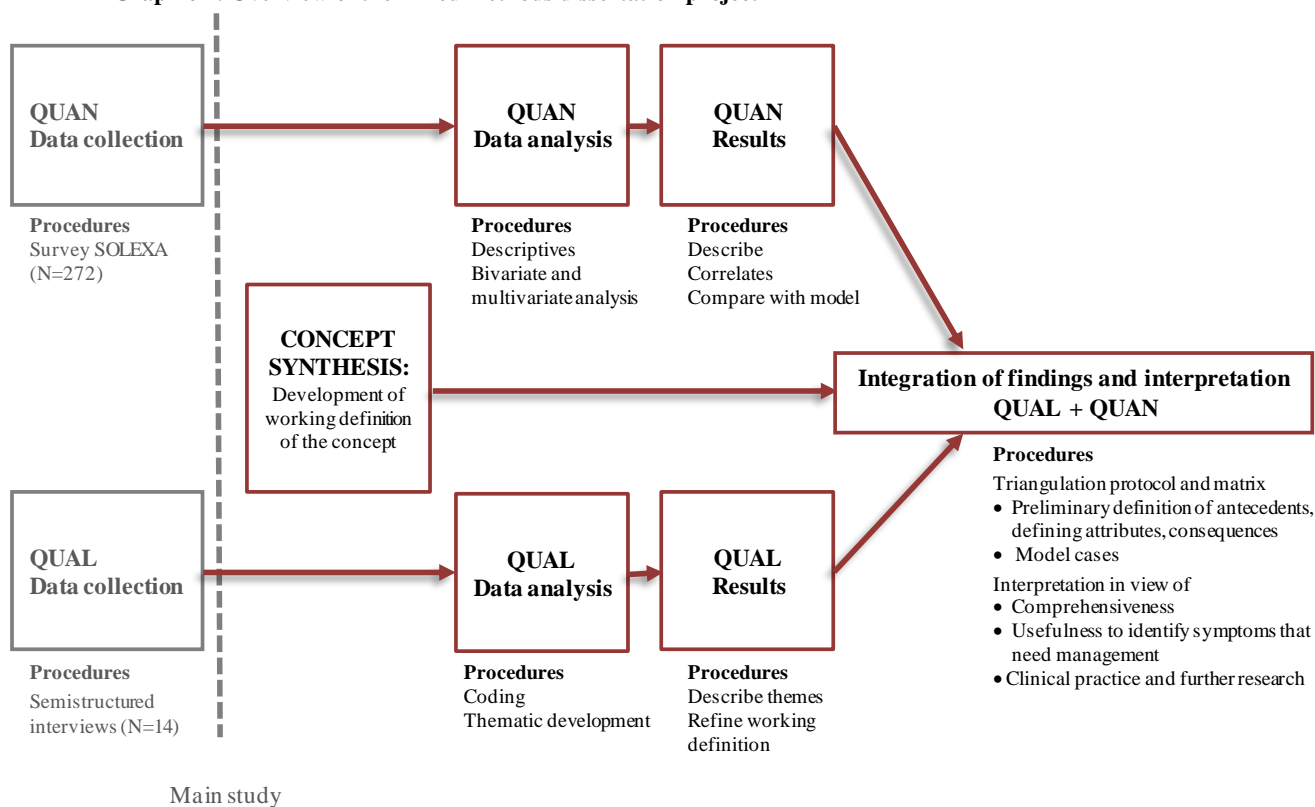 QUAN
Data collection
Procedures
Survey SOLEXA
(N=272)
QUAN
Data analysis
Procedures
Descriptives
Bivariate and
multivariate analysis
QUAN
Results
Procedures
Describe
Correlates
Compare with model
CONCEPT
SYNTHESIS:
Development of
working definition
of the concept
Integration of findings and interpretation
QUAL + QUAN
Procedures
Triangulation protocol and matrix
• Preliminary definition of antecedents,
defining attributes, consequences
• Model cases
Interpretation in view of
• Comprehensiveness
• Usefulness to identify symptoms that
need management
• Clinical practice and further research
QUAL
Data collection
Procedures
Semistructured
interviews (N=14)
QUAL
Data analysis
Procedures
Coding
Thematic development
QUAL
Results
Procedures
Describe themes
Refine working
definition
Main study